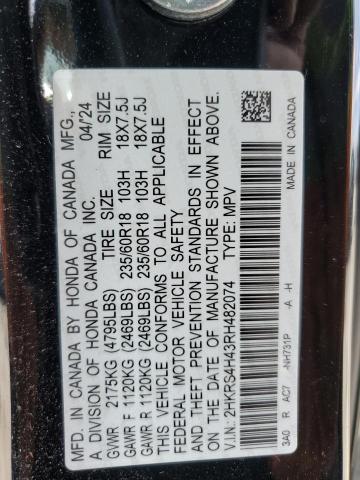 MFD. IN CANADA BY HONDA OF CANADA MFG.,
A DIVISION OF HONDA CANADA INC. 04/24
TIRE SIZE RIM SIZE
GVWR 2175KG (4795LBS)
GAWR F 1120KG (2469LBS) 235/60R18 103H 18X7.5J
GAWR R 1120KG (2469LBS) 235/60R18 103H 18X7.5J
THIS VEHICLE CONFORMS TO ALL APPLICABLE
FEDERAL MOTOR VEHICLE SAFETY
AND THEFT PREVENTION STANDARDS IN EFFECT
ON THE DATE OF MANUFACTURE SHOWN ABOVE.
V.I.N.: 2HKRS4H43RH482074 TYPE: MPV
3A0 R AC7 -NH731P -A -H MADE IN CANADA